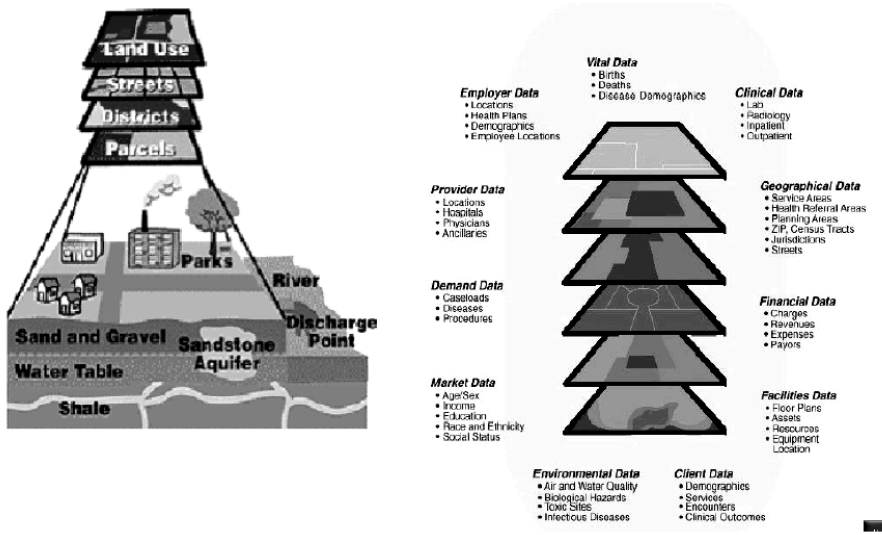 Land Use
Streets
Districts
Parcels
Parks
River
Discharge
Point
Sand and Gravel
Sandstone
Aquifer
Water Table
Shale
Vital Data
• Births
• Deaths
• Disease Demographics
Employer Data
• Locations
• Health Plans
• Demographics
• Employee Locations
Clinical Data
• Lab
• Radiology
• Inpatient
• Outpatient
Provider Data
• Locations
• Hospitals
• Physicians
• Ancillaries
Geographical Data
• Service Areas
• Health Referral Areas
• Planning Areas
• ZIP, Census Tracts
• Jurisdictions
• Streets
Demand Data
• Caseloads
• Diseases
• Procedures
Financial Data
• Charges
• Revenues
• Expenses
• Payors
Market Data
• Age/Sex
• Income
• Education
• Race and Ethnicity
• Social Status
Facilities Data
• Floor Plans
• Assets
• Resources
• Equipment
Location
Environmental Data
• Air and Water Quality
• Biological Hazards
• Toxic Sites
• Infectious Diseases
Client Data
• Demographics
• Services
• Encounters
• Clinical Outcomes